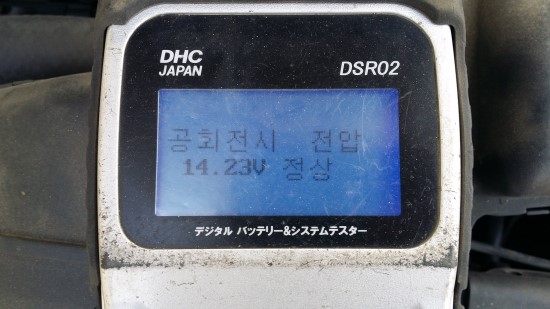 DHC
JAPAN
DSR02
공회전시 전압
14.23V 정상
デジタル バッテリー&システムテスター